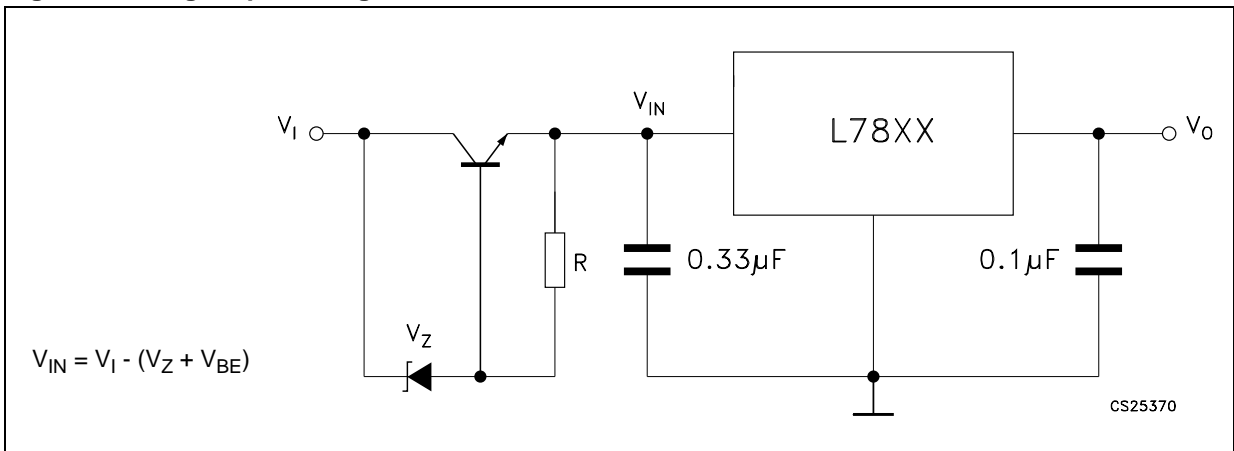 V_I
V_IN
L78XX
V_O
R
0.33µF
0.1µF
V_Z
V_IN = V_I - (V_Z + V_BE)
CS25370